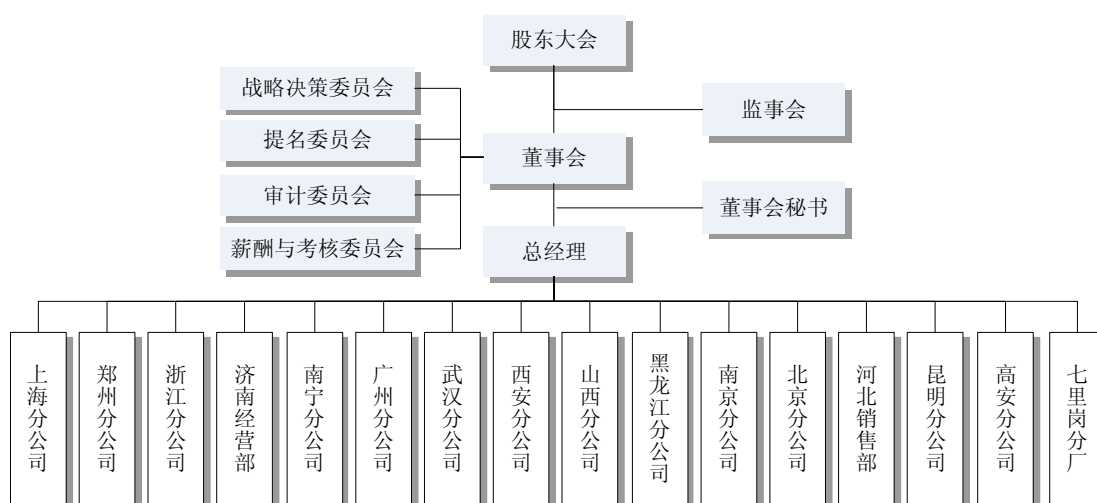 股东大会
战略决策委员会
监事会
提名委员会
董事会
审计委员会
董事会秘书
薪酬与考核委员会
总经理
上海分公司
郑州分公司
浙江分公司
济南经营部
南宁分公司
广州分公司
武汉分公司
西安分公司
山西分公司
黑龙江分公司
南京分公司
北京分公司
河北销售部
昆明分公司
高安分公司
七里岗分厂